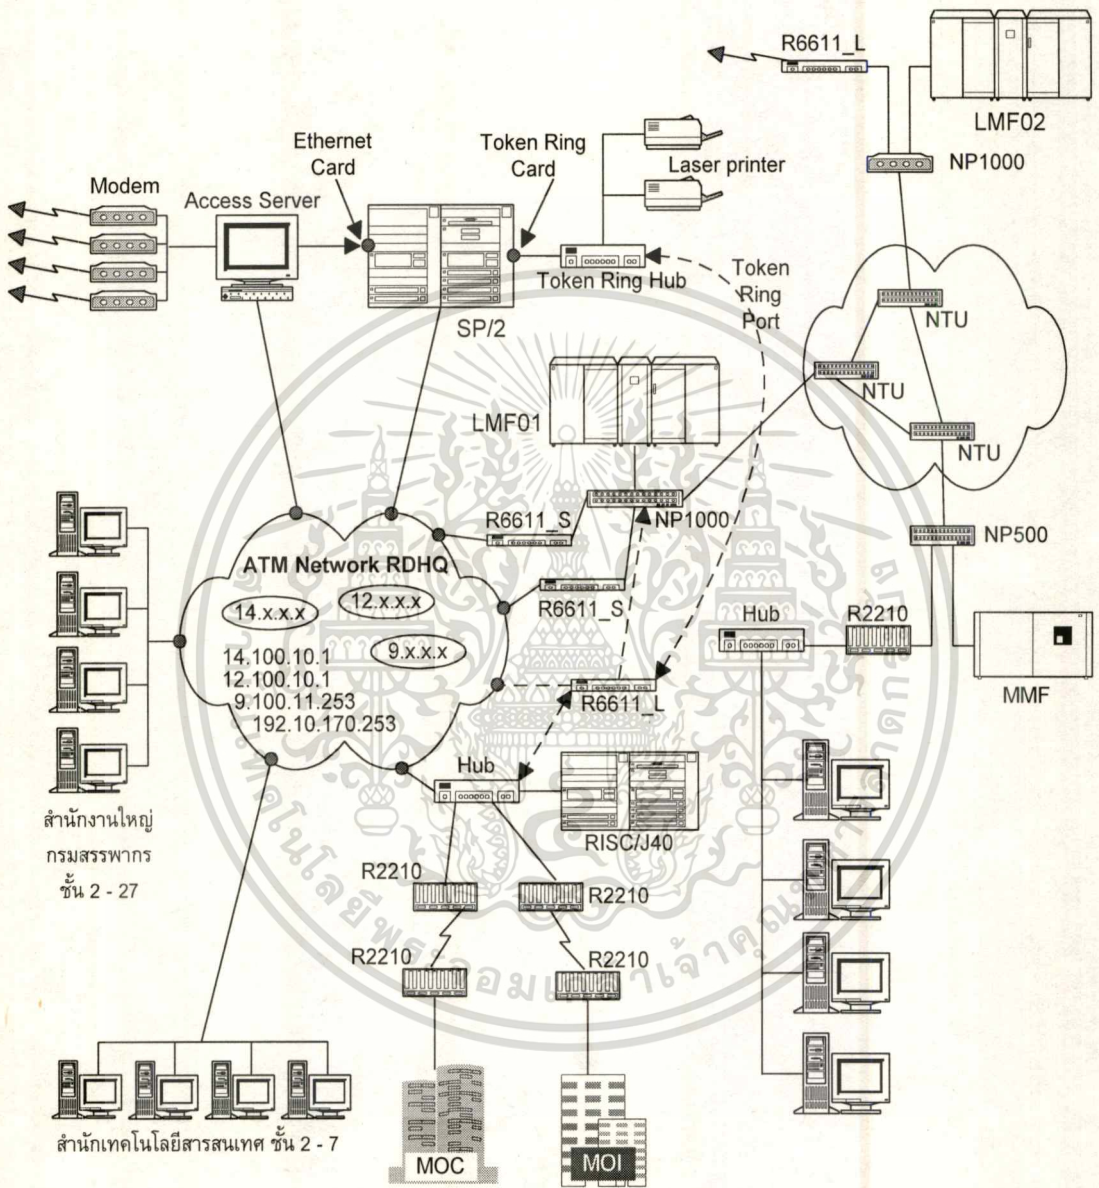 R6611_L
LMF02
NP1000
Ethernet
Card
Token Ring
Card
Laser printer
Modem
Access Server
Token Ring Hub
Token
Ring
Port
SP/2
NTU
NTU
NTU
LMF01
NP1000
R6611_S
R6611_S
NP500
ATM Network RDHQ
14.x.x.x
12.x.x.x
9.x.x.x
14.100.10.1
12.100.10.1
9.100.11.253
192.10.170.253
Hub
R2210
MMF
R6611_L
Hub
RISC/J40
สำนักงานใหญ่
กรมสรรพากร
ชั้น 2 - 27
R2210
R2210
R2210
R2210
MOC
MOI
สำนักเทคโนโลยีสารสนเทศ ชั้น 2 - 7